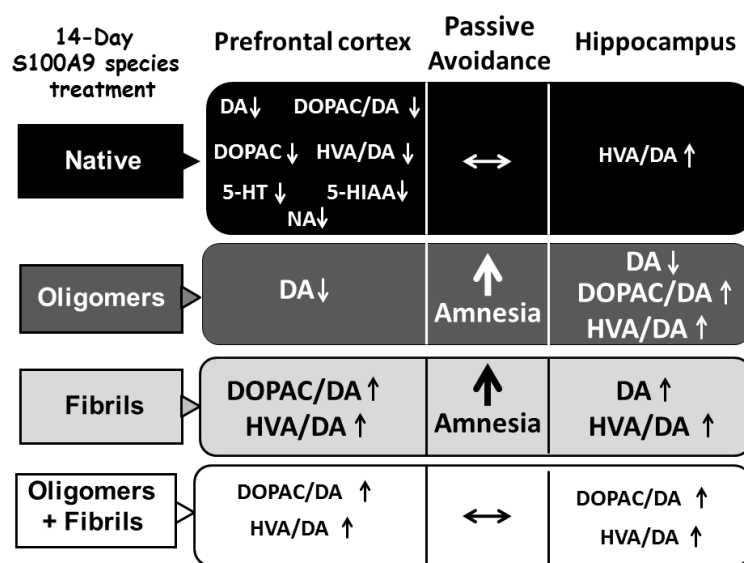 14-Day
S100A9 species
treatment
Prefrontal cortex
Passive
Avoidance
Hippocampus
Native
DA↓ DOPAC/DA ↓
DOPAC↓ HVA/DA↓
5-HT ↓ 5-HIAA↓
NA↓
↔
HVA/DA ↑
Oligomers
DA↓
↑
Amnesia
DA↓
DOPAC/DA ↑
HVA/DA ↑
Fibrils
DOPAC/DA ↑
HVA/DA ↑
↑
Amnesia
DA ↑
HVA/DA ↑
Oligomers
+ Fibrils
DOPAC/DA ↑
HVA/DA ↑
↔
DOPAC/DA ↑
HVA/DA ↑